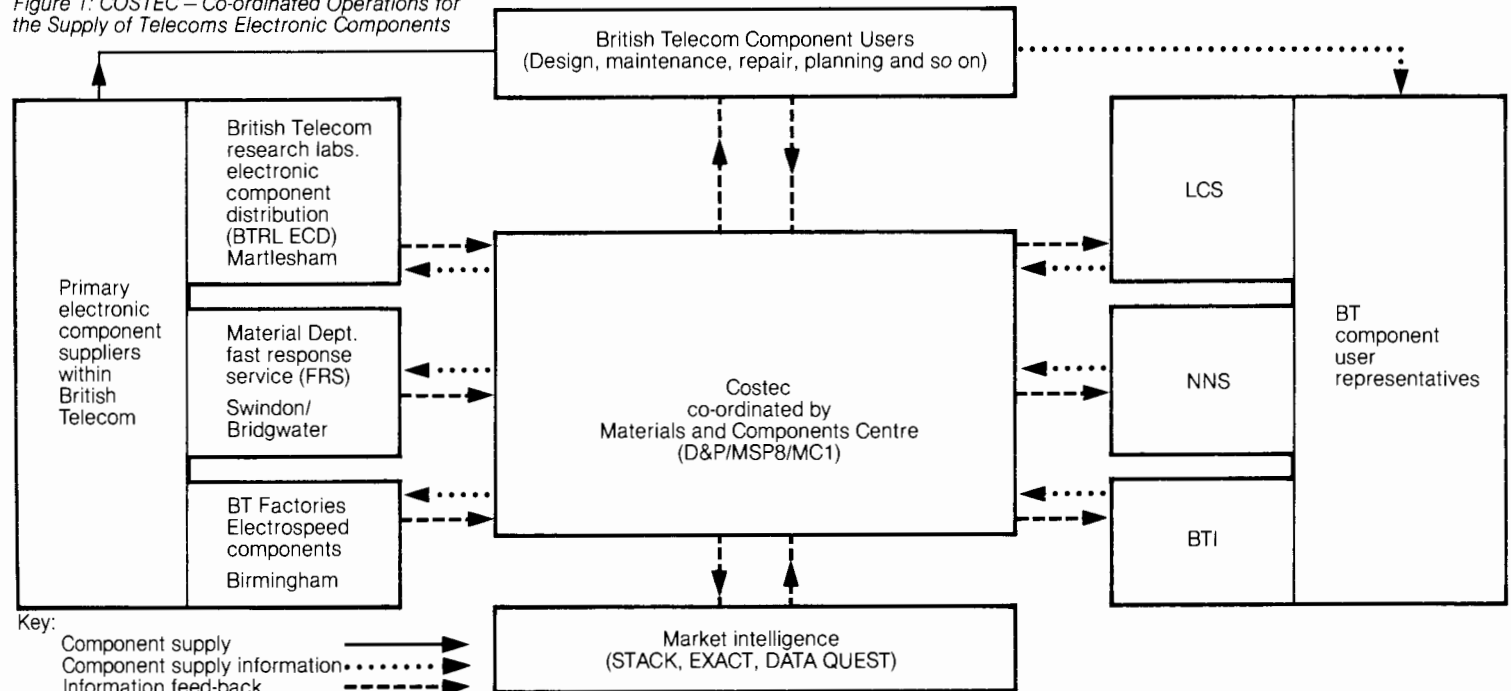 Figure 1: COSTEC – Co-ordinated Operations for
the Supply of Telecoms Electronic Components
British Telecom Component Users
(Design, maintenance, repair, planning and so on)
Primary
electronic
component
suppliers
within
British
Telecom
British Telecom
research labs.
electronic
component
distribution
(BTRL ECD)
Martlesham
Material Dept.
fast response
service (FRS)
Swindon/
Bridgwater
BT Factories
Electrospeed
components
Birmingham
Costec
co-ordinated by
Materials and Components Centre
(D&P/MSP8/MC1)
LCS
NNS
BTI
BT
component
user
representatives
Market intelligence
(STACK, EXACT, DATA QUEST)
Key:
Component supply
Component supply information
Information feed-back